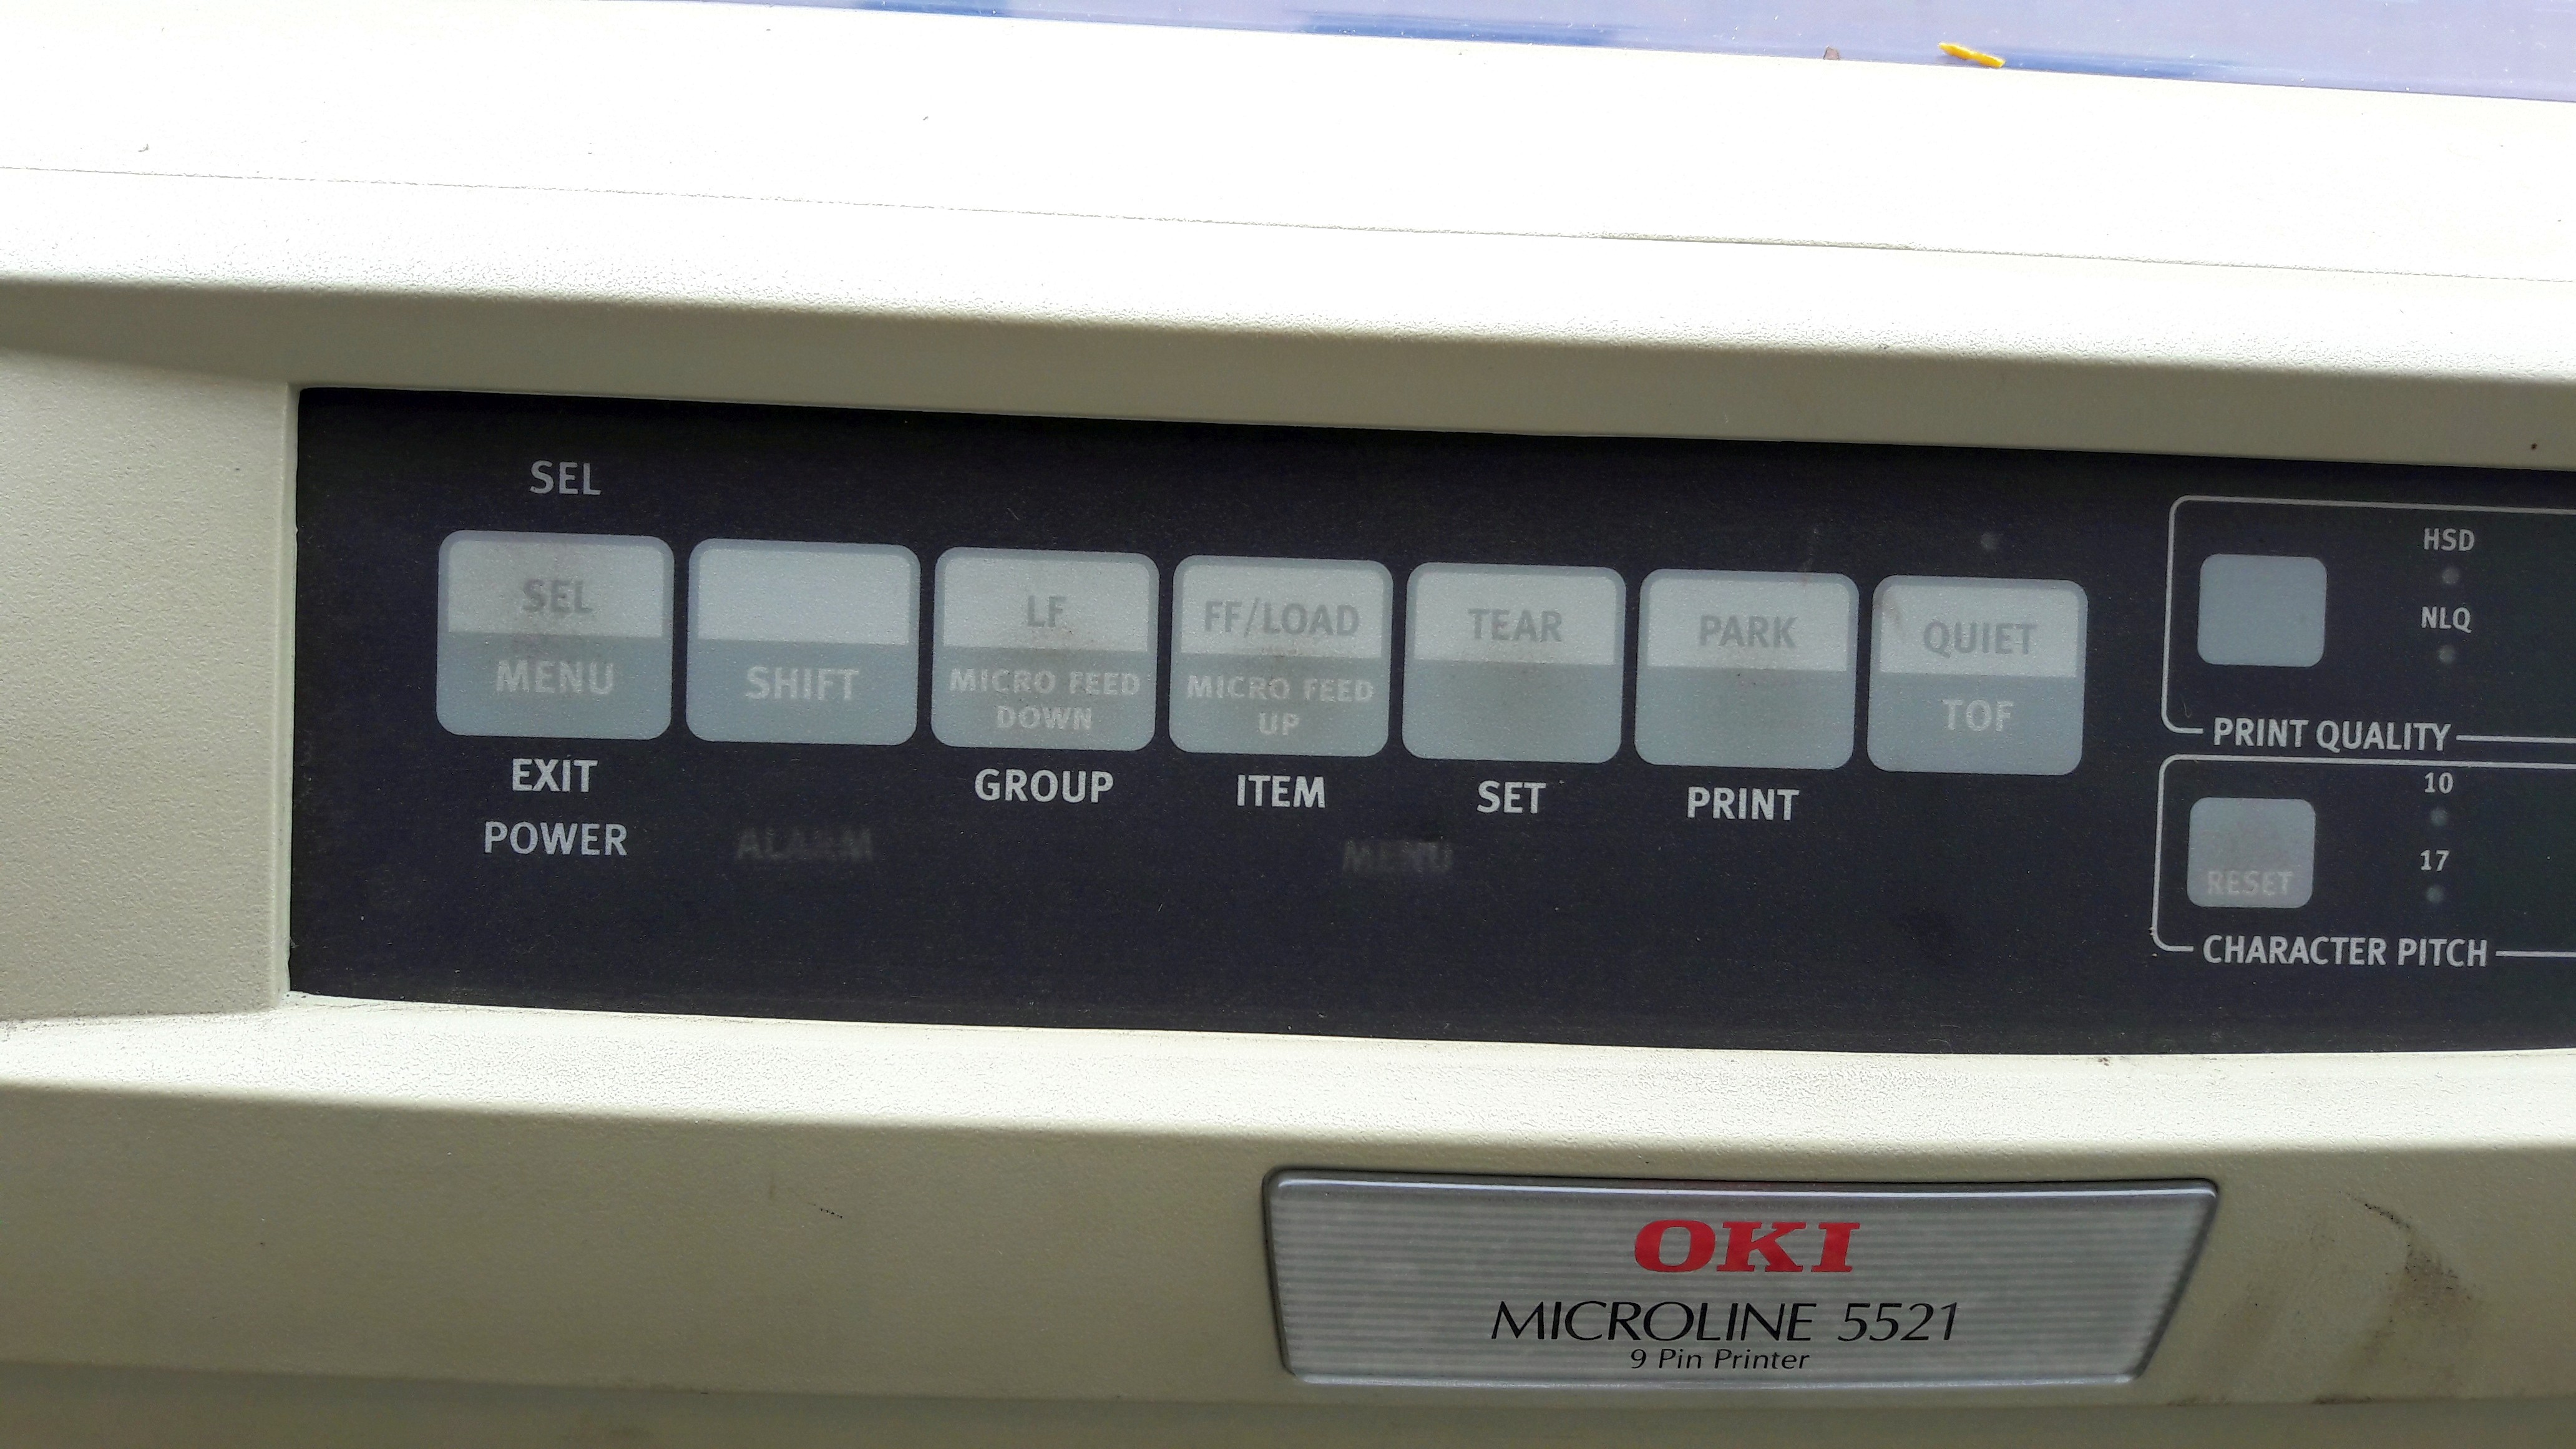 SEL
SEL
MENU
EXIT
POWER
SHIFT
ALARM
LF
MICRO FEED
DOWN
GROUP
FF/LOAD
MICRO FEED
UP
ITEM
MENU
TEAR
SET
PARK
PRINT
QUIET
TOF
HSD
NLQ
PRINT QUALITY
10
17
RESET
CHARACTER PITCH
OKI
MICROLINE 5521
9 Pin Printer